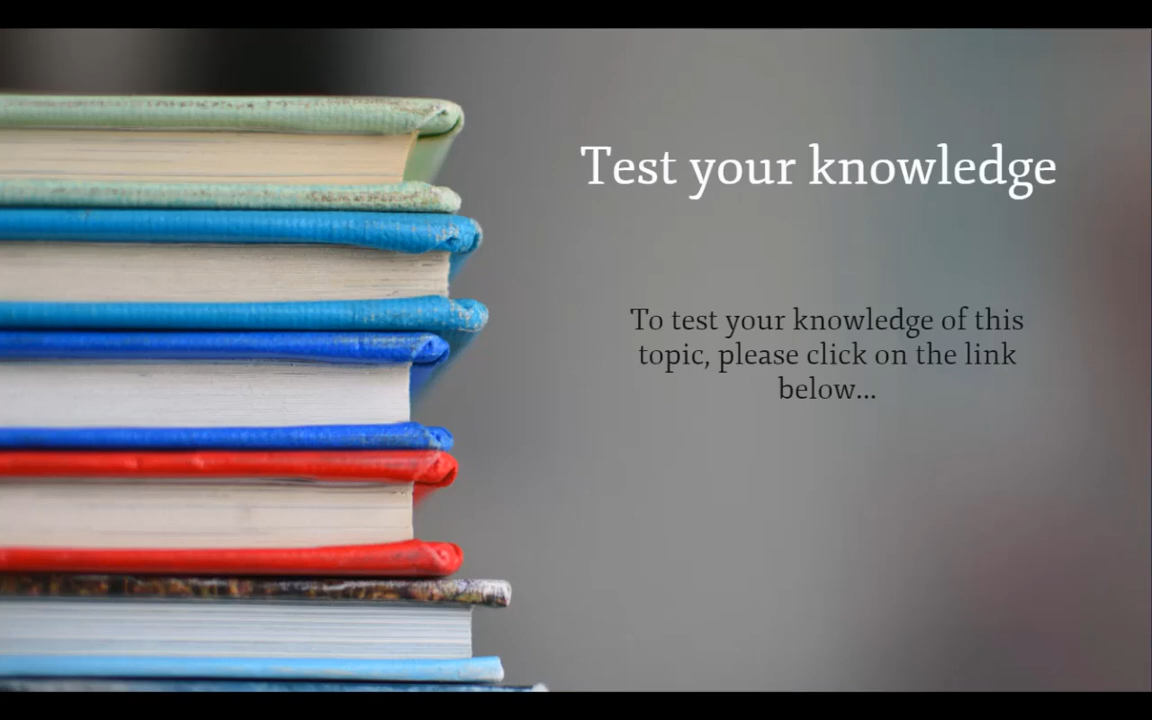 Test your knowledge
To test your knowledge of this
topic, please click on the link
below...